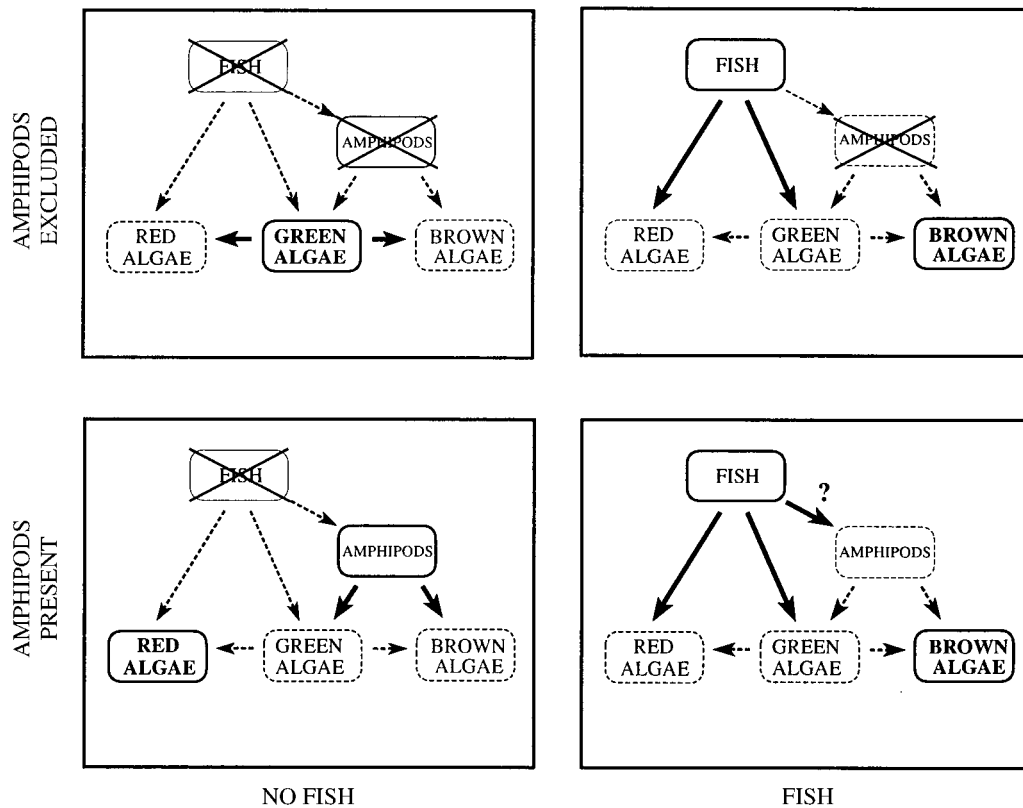 AMPHIPODS
EXCLUDED
FISH
AMPHIPODS
RED
ALGAE
GREEN
ALGAE
BROWN
ALGAE
FISH
AMPHIPODS
RED
ALGAE
GREEN
ALGAE
BROWN
ALGAE
AMPHIPODS
PRESENT
FISH
AMPHIPODS
RED
ALGAE
GREEN
ALGAE
BROWN
ALGAE
FISH
?
AMPHIPODS
RED
ALGAE
GREEN
ALGAE
BROWN
ALGAE
NO FISH
FISH